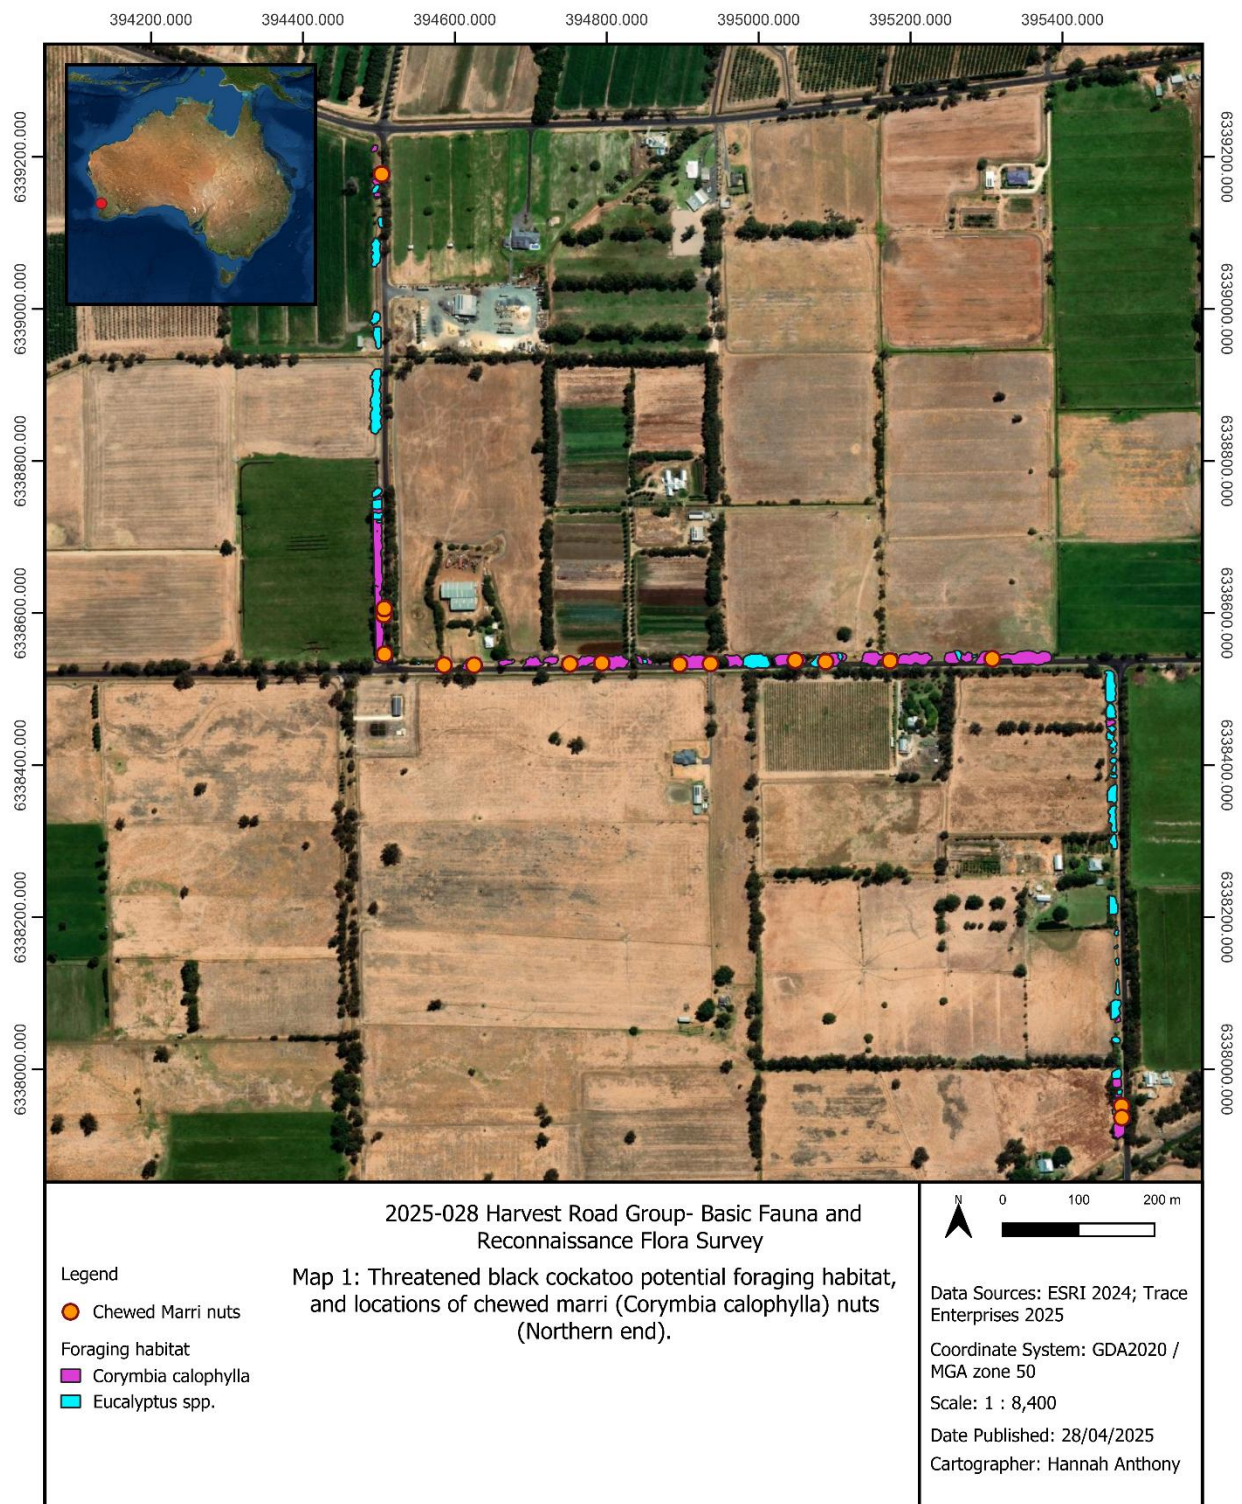 394200.000 394400.000 394600.000 394800.000 395000.000 395200.000 395400.000
6339200.000 6339200.000
6339000.000 6339000.000
6338800.000 6338800.000
6338600.000 6338600.000
6338400.000 6338400.000
6338200.000 6338200.000
6338000.000 6338000.000
2025-028 Harvest Road Group- Basic Fauna and
Reconnaissance Flora Survey
Map 1: Threatened black cockatoo potential foraging habitat,
and locations of chewed marri (Corymbia calophylla) nuts
(Northern end).
Legend
Chewed Marri nuts
Foraging habitat
Corymbia calophylla
Eucalyptus spp.
N
0 100 200 m
Data Sources: ESRI 2024; Trace
Enterprises 2025
Coordinate System: GDA2020 /
MGA zone 50
Scale: 1 : 8,400
Date Published: 28/04/2025
Cartographer: Hannah Anthony